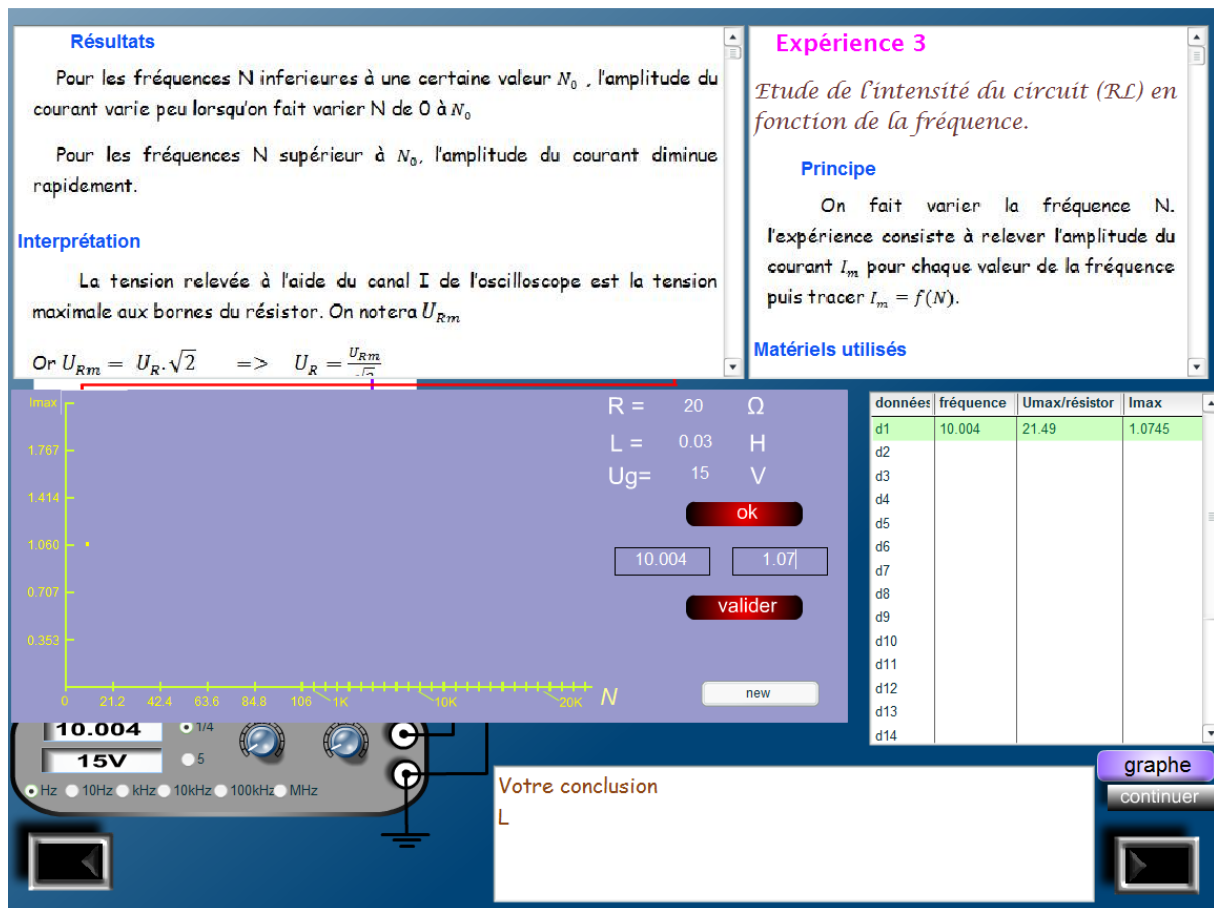 Résultats
Pour les fréquences N inferieures à une certaine valeur N₀ , l'amplitude du
courant varie peu lorsqu'on fait varier N de 0 à N₀
Pour les fréquences N supérieur à N₀, l'amplitude du courant diminue
rapidement.
Interprétation
La tension relevée à l'aide du canal I de l'oscilloscope est la tension
maximale aux bornes du résistor. On notera U_Rm
Or U_Rm = U_R.√2 => U_R = U_Rm/√2
Expérience 3
Etude de l'intensité du circuit (RL) en
fonction de la fréquence.
Principe
On fait varier la fréquence N.
l'expérience consiste à relever l'amplitude du
courant I_m pour chaque valeur de la fréquence
puis tracer I_m = f(N).
Matériels utilisés
Imax
1.767
1.414
1.060
0.707
0.353
0 21.2 42.4 63.6 84.8 106 1K 10K 20K N
R = 20 Ω
L = 0.03 H
Ug= 15 V
ok
10.004 1.07
valider
new
données fréquence Umax/résistor Imax
d1 10.004 21.49 1.0745
d2
d3
d4
d5
d6
d7
d8
d9
d10
d11
d12
d13
d14
10.004 1/4
15V 5
Hz 10Hz kHz 10kHz 100kHz MHz
Votre conclusion
L
graphe
continuer